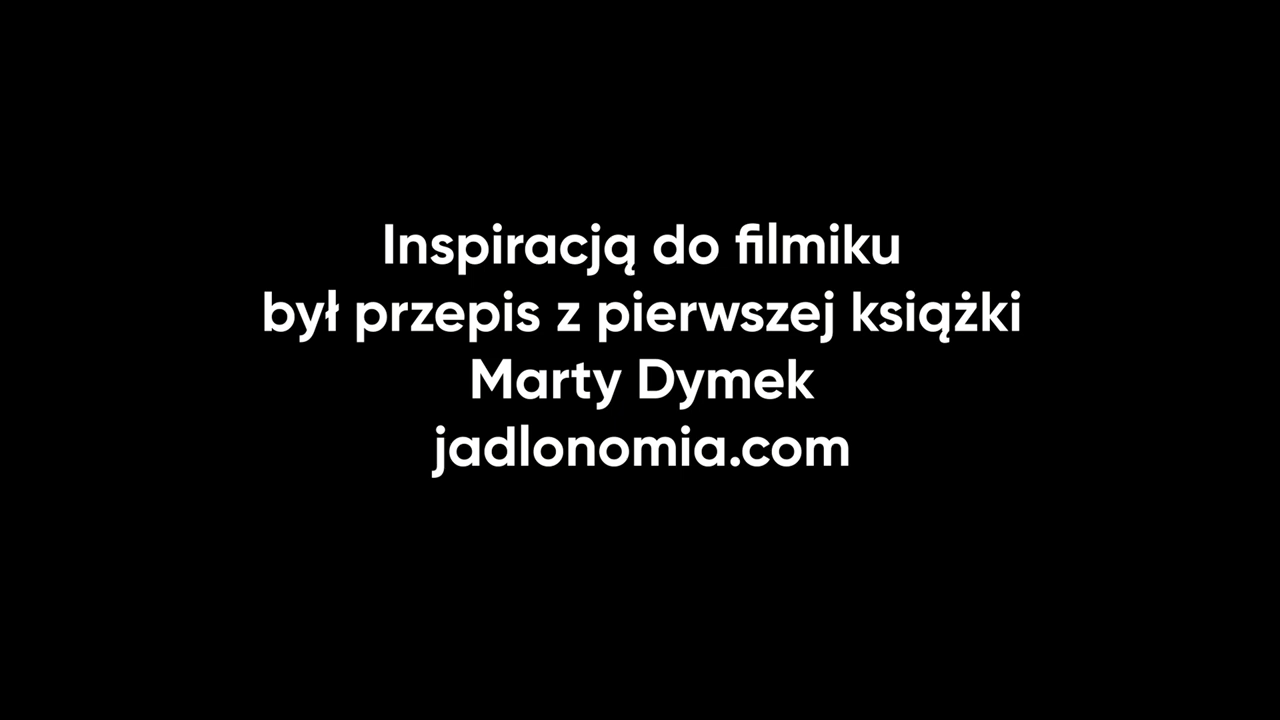 Inspiracją do filmiku
był przepis z pierwszej książki
Marty Dymek
jadlonomia.com